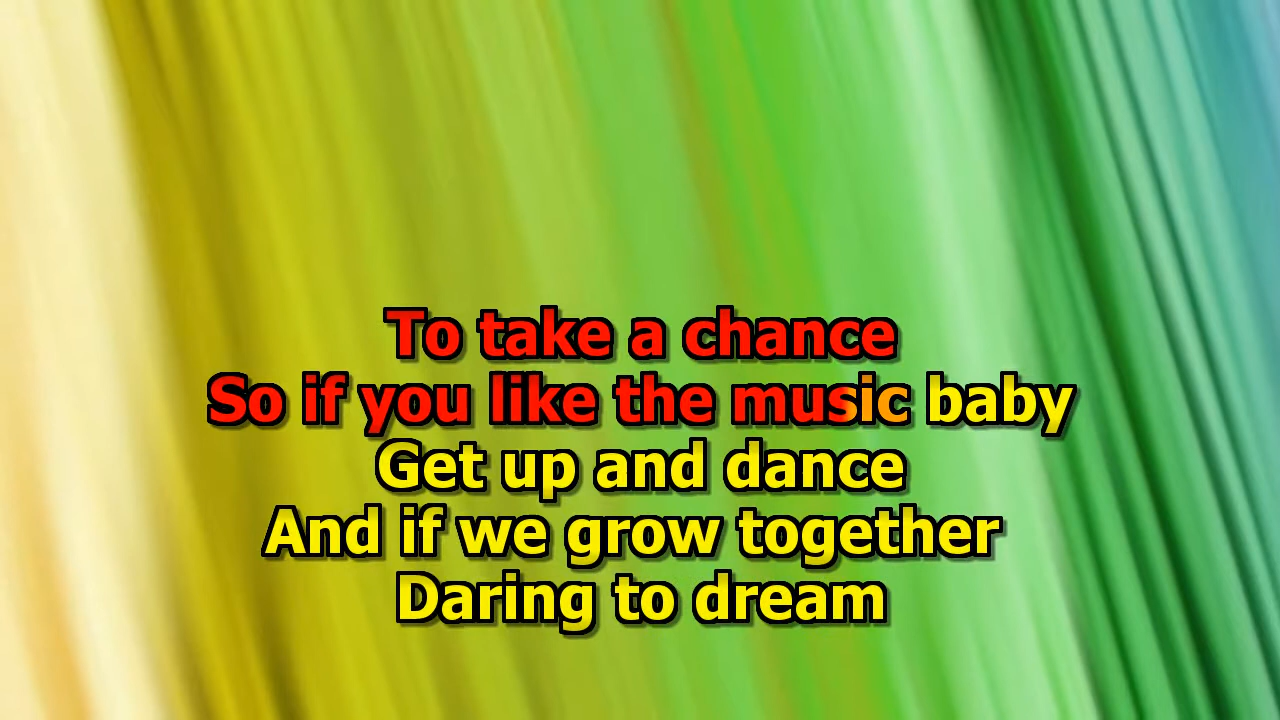 To take a chance
So if you like the music baby
Get up and dance
And if we grow together
Daring to dream